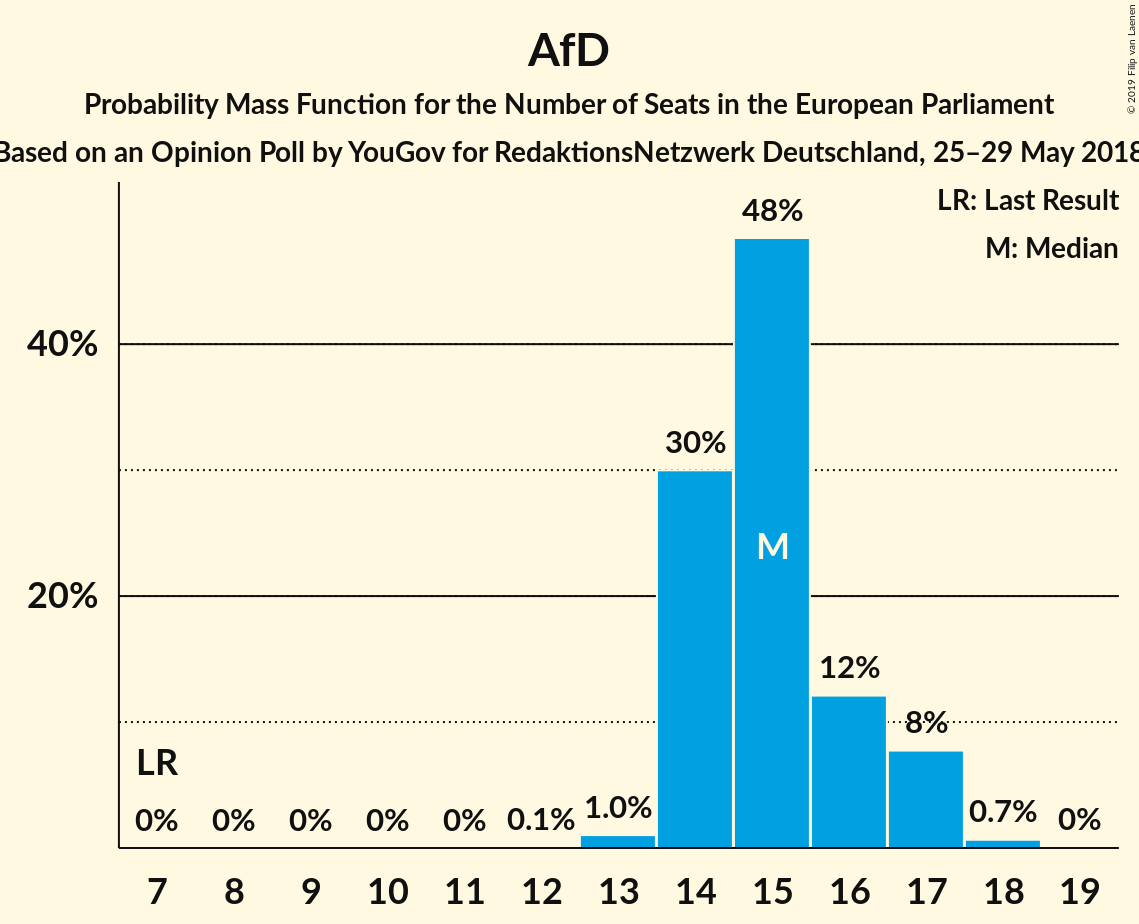 AfD
Probability Mass Function for the Number of Seats in the European Parliament
Based on an Opinion Poll by YouGov for RedaktionsNetzwerk Deutschland, 25–29 May 2018
© 2019 Filip van Laenen
LR: Last Result
M: Median
48%
40%
30%
M
20%
12%
8%
LR
0% 0% 0% 0% 0% 0.1% 1.0% 0.7% 0%
7 8 9 10 11 12 13 14 15 16 17 18 19